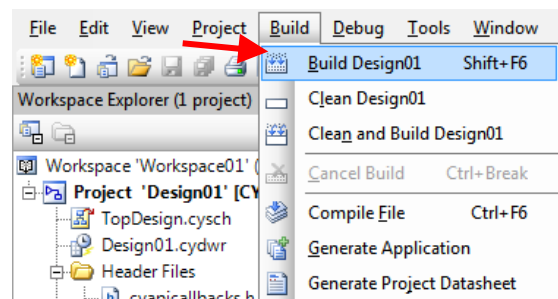 File Edit View Project Build Debug Tools Window
Build Design01 Shift+F6
Workspace Explorer (1 project)
Clean Design01
Clean and Build Design01
Workspace 'Workspace01' (
Cancel Build Ctrl+Break
Project 'Design01' [CY
TopDesign.cysch
Compile File Ctrl+F6
Design01.cydwr
Generate Application
Header Files
Generate Project Datasheet
cyapicallbacks.h